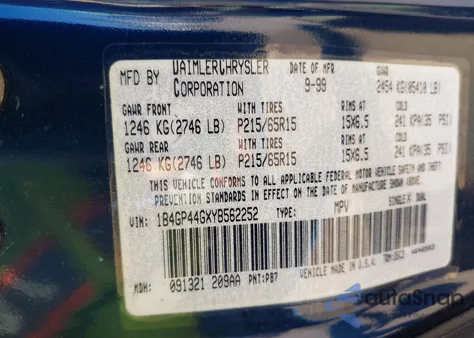 MFD BY DAIMLERCHRYSLER CORPORATION DATE OF MFR 9-99 GVWR 2454 KG(05410 LB)
GAWR FRONT WITH TIRES RIMS AT COLD
1246 KG(2746 LB) P215/65R15 15X6.5 241 KPA(35 PSI)
GAWR REAR WITH TIRES RIMS AT COLD
1246 KG(2746 LB) P215/65R15 15X6.5 241 KPA(35 PSI)
THIS VEHICLE CONFORMS TO ALL APPLICABLE FEDERAL MOTOR VEHICLE SAFETY AND THEFT
PREVENTION STANDARDS IN EFFECT ON THE DATE OF MANUFACTURE SHOWN ABOVE.
VIN: 1B4GP44GXYB562252 TYPE: MPV SINGLE X DUAL
MDH: 091321 209AA PNT:PB7 VEHICLE MADE IN U.S.A.
autoSnap